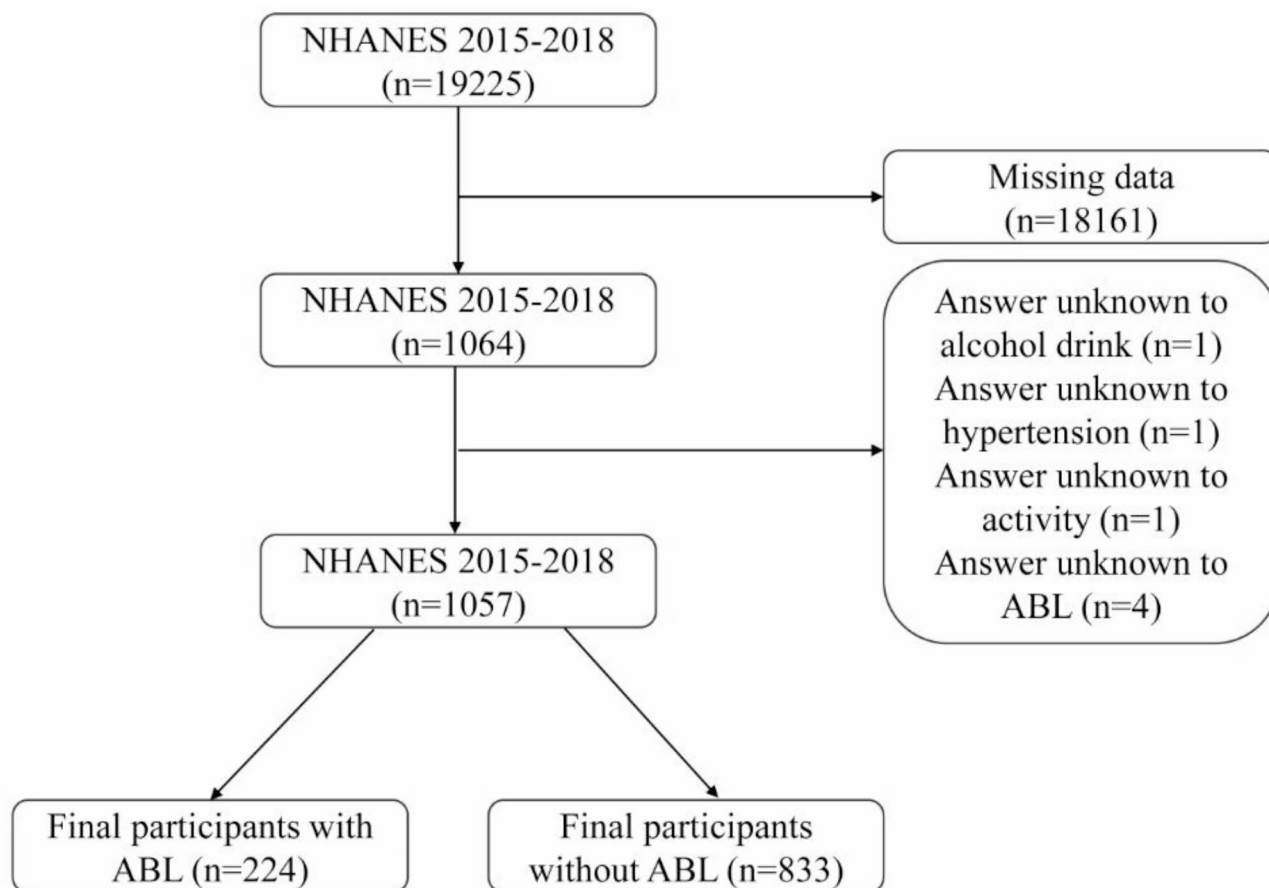 NHANES 2015-2018
(n=19225)
Missing data
(n=18161)
NHANES 2015-2018
(n=1064)
Answer unknown to
alcohol drink (n=1)
Answer unknown to
hypertension (n=1)
Answer unknown to
activity (n=1)
Answer unknown to
ABL (n=4)
NHANES 2015-2018
(n=1057)
Final participants with
ABL (n=224)
Final participants
without ABL (n=833)